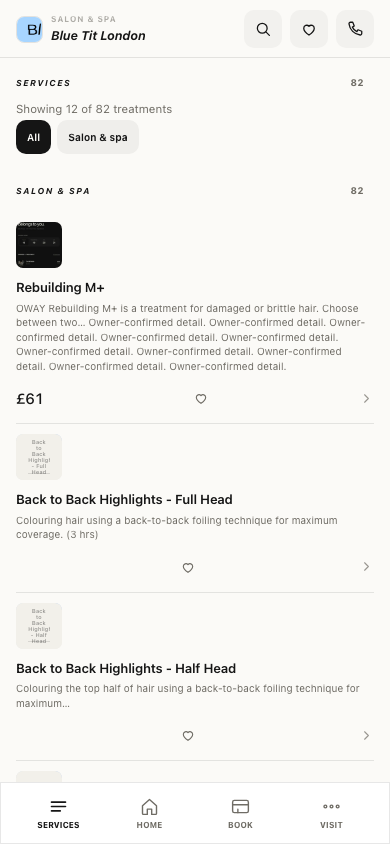 Bl
SALON & SPA
Blue Tit London
SERVICES
82
Showing 12 of 82 treatments
All
Salon & spa
SALON & SPA
82
Rebuilding M+
OWAY Rebuilding M+ is a treatment for damaged or brittle hair. Choose
between two... Owner-confirmed detail. Owner-confirmed detail. Owner-
confirmed detail. Owner-confirmed detail. Owner-confirmed detail.
Owner-confirmed detail. Owner-confirmed detail. Owner-confirmed
detail. Owner-confirmed detail. Owner-confirmed detail.
£61
Back
to
Back
Highligl
- Full
Head
Back to Back Highlights - Full Head
Colouring hair using a back-to-back foiling technique for maximum
coverage. (3 hrs)
Back
to
Back
Highligl
- Half
Head
Back to Back Highlights - Half Head
Colouring the top half of hair using a back-to-back foiling technique for
maximum...
SERVICES
HOME
BOOK
VISIT